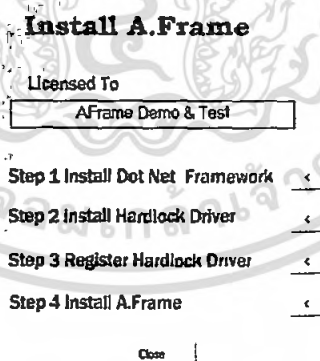 Install A.Frame
Licensed To
AFrame Demo & Test
Step 1 Install Dot Net Framework <
Step 2 Install Hardlock Driver <
Step 3 Register Hardlock Driver <
Step 4 Install A.Frame <
Close